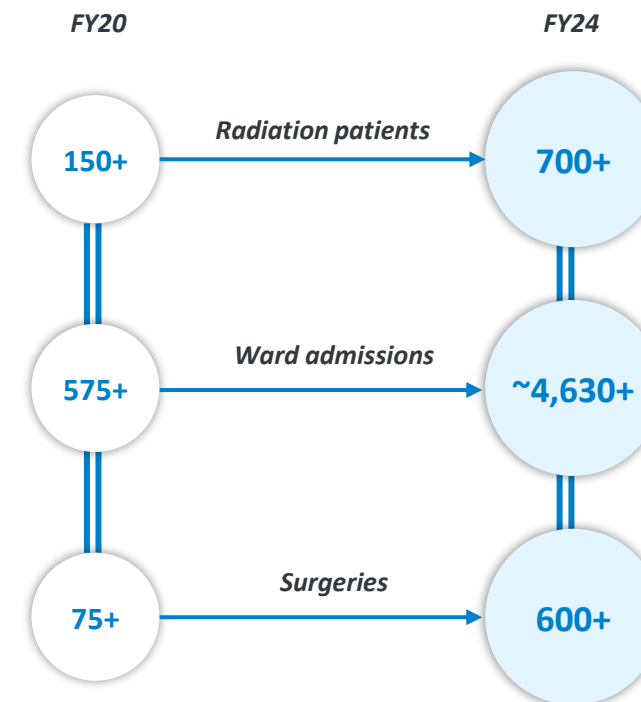 FY20
FY24
Radiation patients
150+
700+
Ward admissions
575+
~4,630+
Surgeries
75+
600+